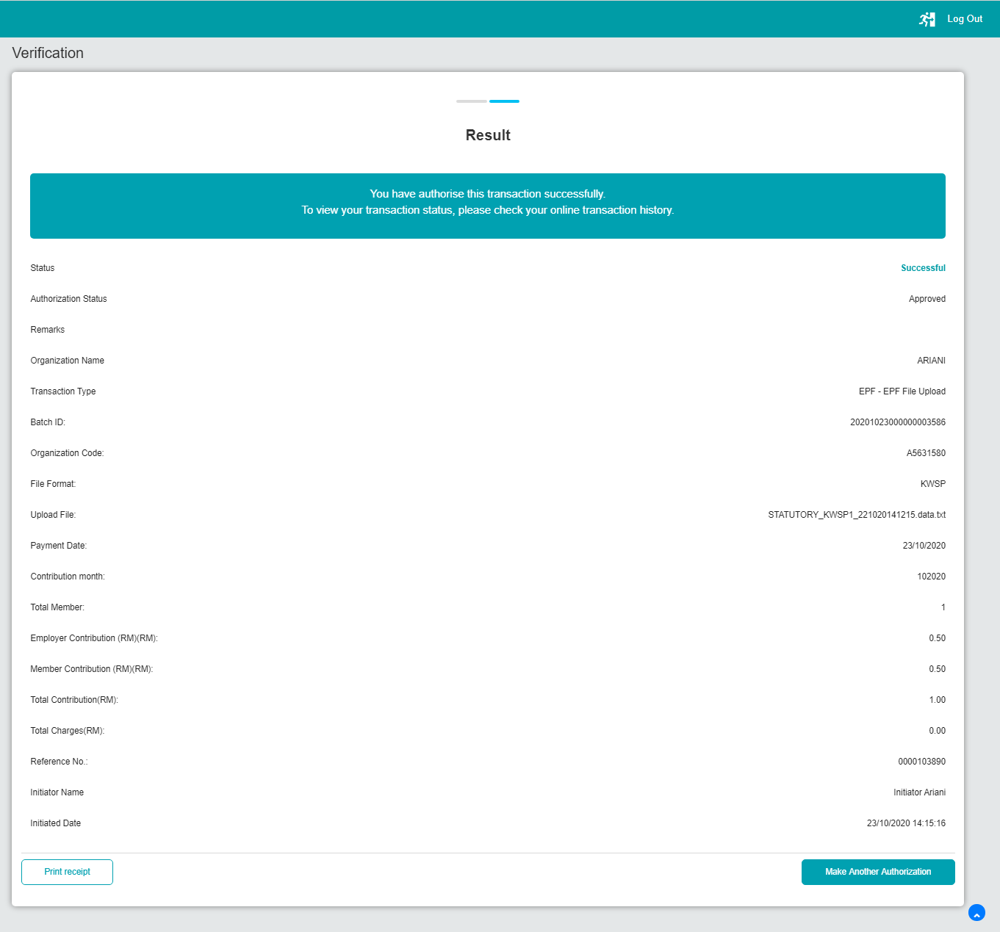 Log Out
Verification
Result
You have authorise this transaction successfully.
To view your transaction status, please check your online transaction history.
Status Successful
Authorization Status Approved
Remarks
Organization Name ARIANI
Transaction Type EPF - EPF File Upload
Batch ID: 20201023000000003586
Organization Code: A5631580
File Format: KWSP
Upload File: STATUTORY_KWSP1_221020141215.data.txt
Payment Date: 23/10/2020
Contribution month: 102020
Total Member: 1
Employer Contribution (RM)(RM): 0.50
Member Contribution (RM)(RM): 0.50
Total Contribution(RM): 1.00
Total Charges(RM): 0.00
Reference No.: 0000103890
Initiator Name Initiator Ariani
Initiated Date 23/10/2020 14:15:16
Print receipt Make Another Authorization